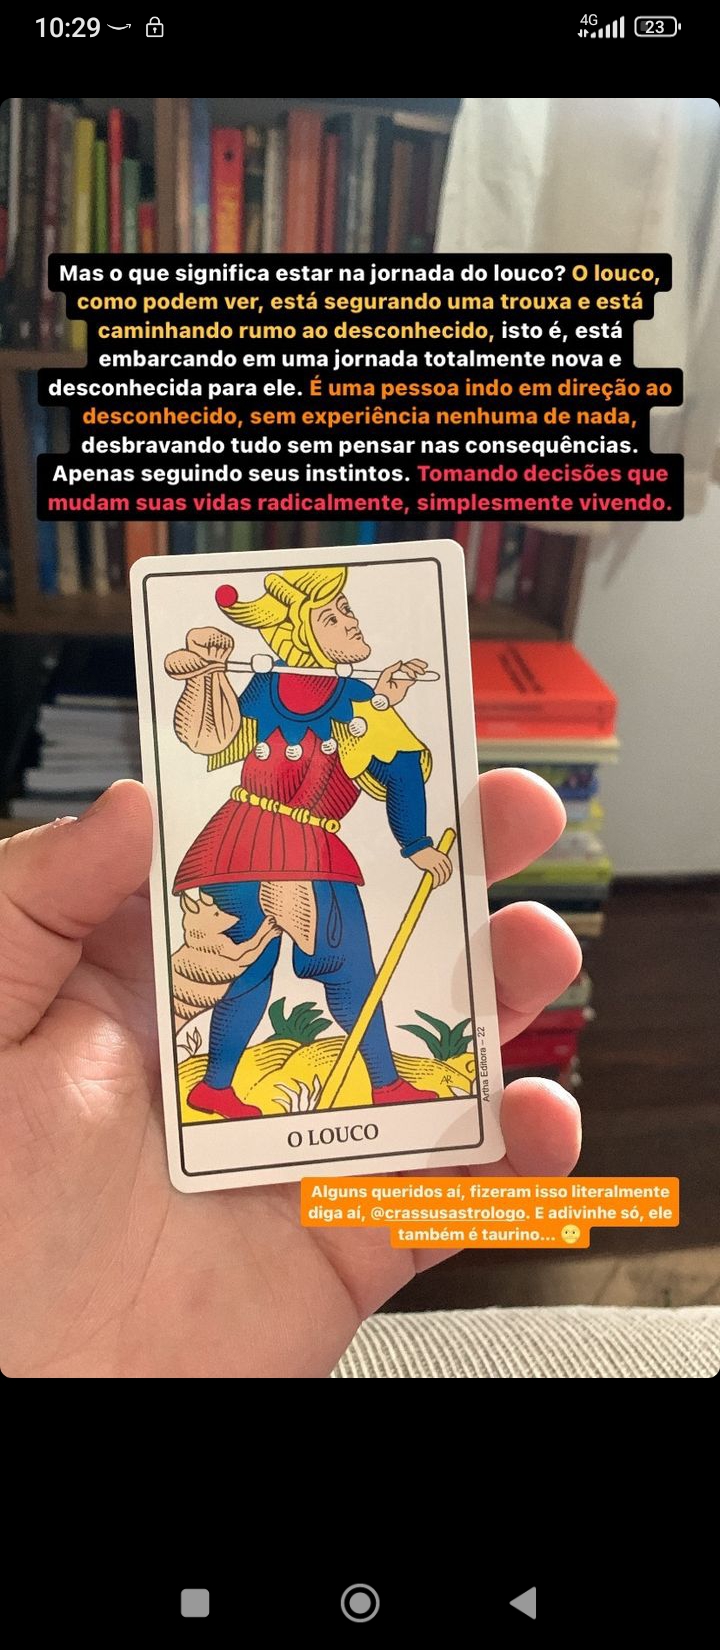 10:29
4G
23
Mas o que significa estar na jornada do louco? O louco,
como podem ver, está segurando uma trouxa e está
caminhando rumo ao desconhecido, isto é, está
embarcando em uma jornada totalmente nova e
desconhecida para ele. É uma pessoa indo em direção ao
desconhecido, sem experiência nenhuma de nada,
desbravando tudo sem pensar nas consequências.
Apenas seguindo seus instintos. Tomando decisões que
mudam suas vidas radicalmente, simplesmente vivendo.
AR
Artha Editora – 22
O LOUCO
Alguns queridos aí, fizeram isso literalmente
diga aí, @crassusastrologo. E adivinhe só, ele
também é taurino... 🌝